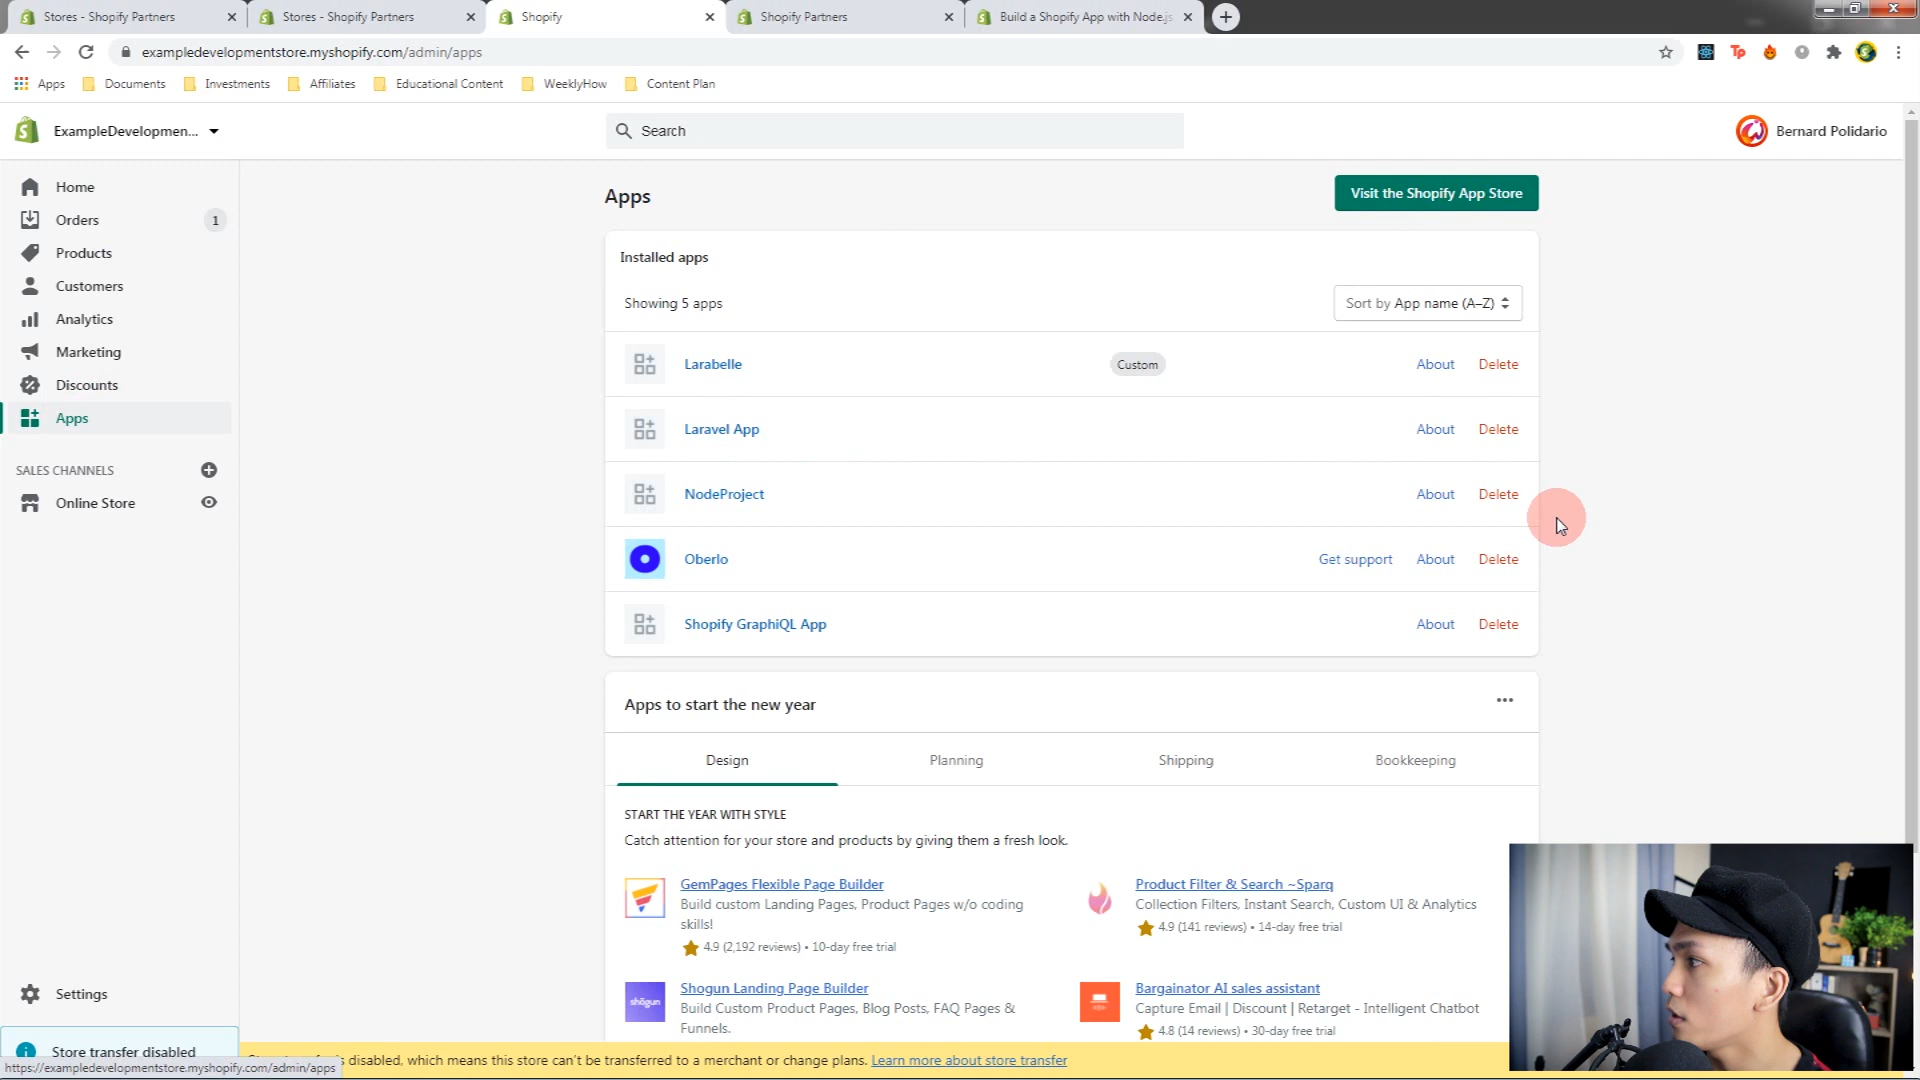 Stores - Shopify Partners
Stores - Shopify Partners
Shopify
Shopify Partners
Build a Shopify App with Node.js
exampledevelopmentstore.myshopify.com/admin/apps
Tp
Apps
Documents
Investments
Affiliates
Educational Content
WeeklyHow
Content Plan
ExampleDevelopmen...
Search
Bernard Polidario
Home
Orders
1
Products
Customers
Analytics
Marketing
Discounts
Apps
SALES CHANNELS
Online Store
Settings
Store transfer disabled
https://exampledevelopmentstore.myshopify.com/admin/apps
Apps
Visit the Shopify App Store
Installed apps
Showing 5 apps
Sort by App name (A–Z)
Larabelle
Custom
About
Delete
Laravel App
About
Delete
NodeProject
About
Delete
Oberlo
Get support
About
Delete
Shopify GraphiQL App
About
Delete
Apps to start the new year
Design
Planning
Shipping
Bookkeeping
START THE YEAR WITH STYLE
Catch attention for your store and products by giving them a fresh look.
GemPages Flexible Page Builder
Build custom Landing Pages, Product Pages w/o coding
skills!
4.9 (2,192 reviews) • 10-day free trial
Product Filter & Search ~Sparq
Collection Filters, Instant Search, Custom UI & Analytics
4.9 (141 reviews) • 14-day free trial
shogun
Shogun Landing Page Builder
Build Custom Product Pages, Blog Posts, FAQ Pages &
Funnels.
Bargainator AI sales assistant
Capture Email | Discount | Retarget - Intelligent Chatbot
4.8 (14 reviews) • 30-day free trial
disabled, which means this store can't be transferred to a merchant or change plans. Learn more about store transfer